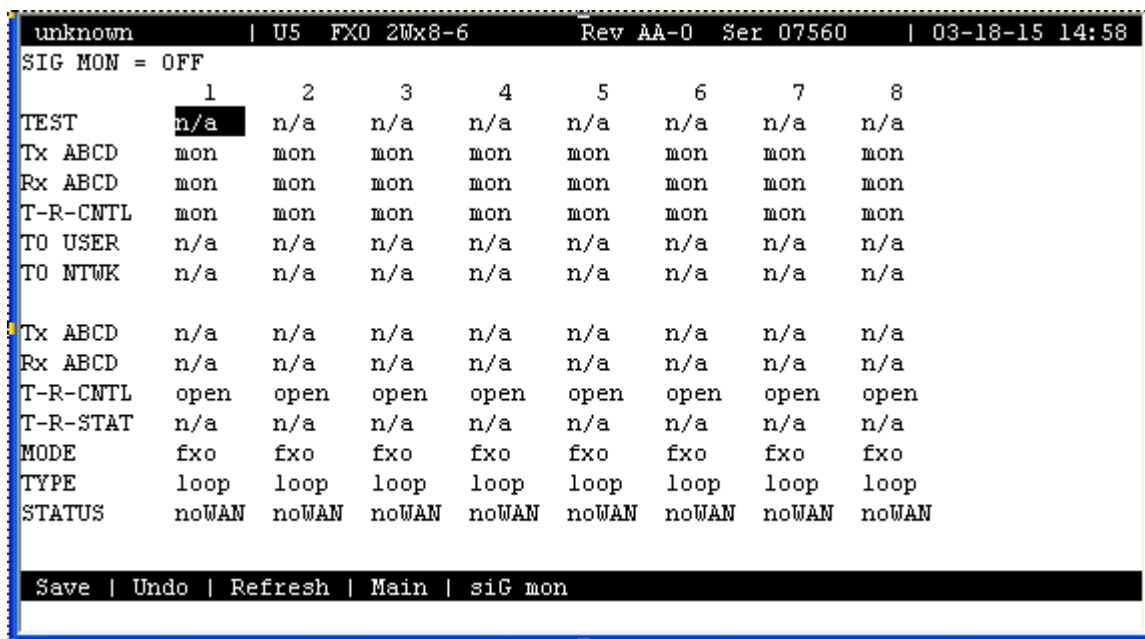 unknown | U5 FXO 2Wx8-6 Rev AA-0 Ser 07560 | 03-18-15 14:58
SIG MON = OFF
1 2 3 4 5 6 7 8
TEST n/a n/a n/a n/a n/a n/a n/a n/a
Tx ABCD mon mon mon mon mon mon mon mon
Rx ABCD mon mon mon mon mon mon mon mon
T-R-CNTL mon mon mon mon mon mon mon mon
TO USER n/a n/a n/a n/a n/a n/a n/a n/a
TO NTWK n/a n/a n/a n/a n/a n/a n/a n/a
Tx ABCD n/a n/a n/a n/a n/a n/a n/a n/a
Rx ABCD n/a n/a n/a n/a n/a n/a n/a n/a
T-R-CNTL open open open open open open open open
T-R-STAT n/a n/a n/a n/a n/a n/a n/a n/a
MODE fxo fxo fxo fxo fxo fxo fxo fxo
TYPE loop loop loop loop loop loop loop loop
STATUS noWAN noWAN noWAN noWAN noWAN noWAN noWAN noWAN
Save | Undo | Refresh | Main | siG mon